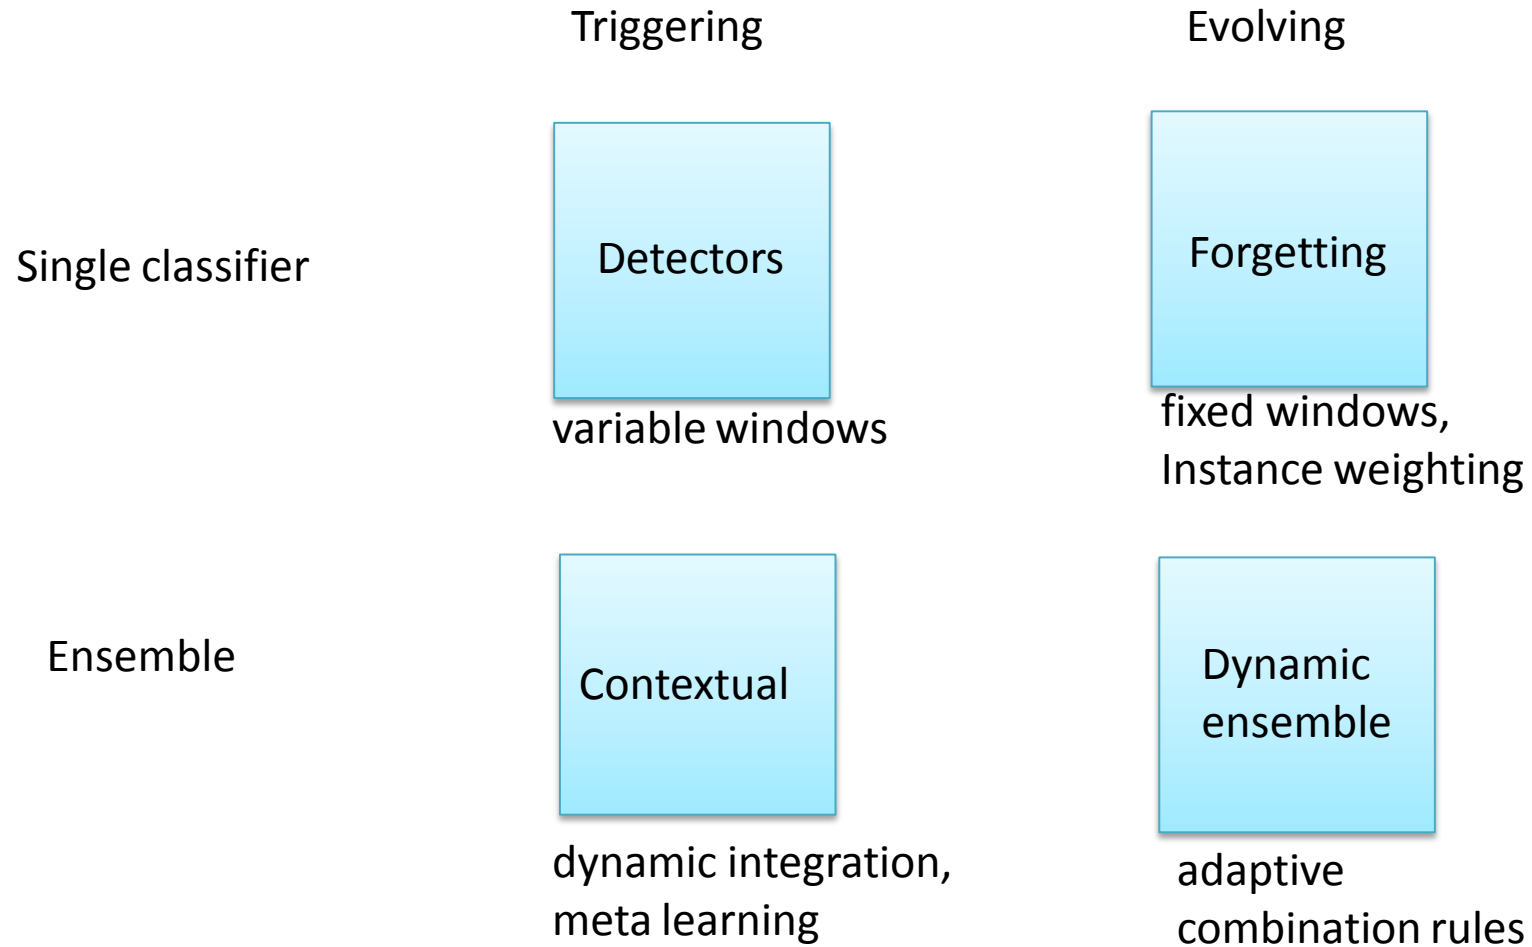 Triggering
Evolving
Single classifier
Detectors
Forgetting
variable windows
fixed windows,
Instance weighting
Ensemble
Contextual
Dynamic
ensemble
dynamic integration,
meta learning
adaptive
combination rules